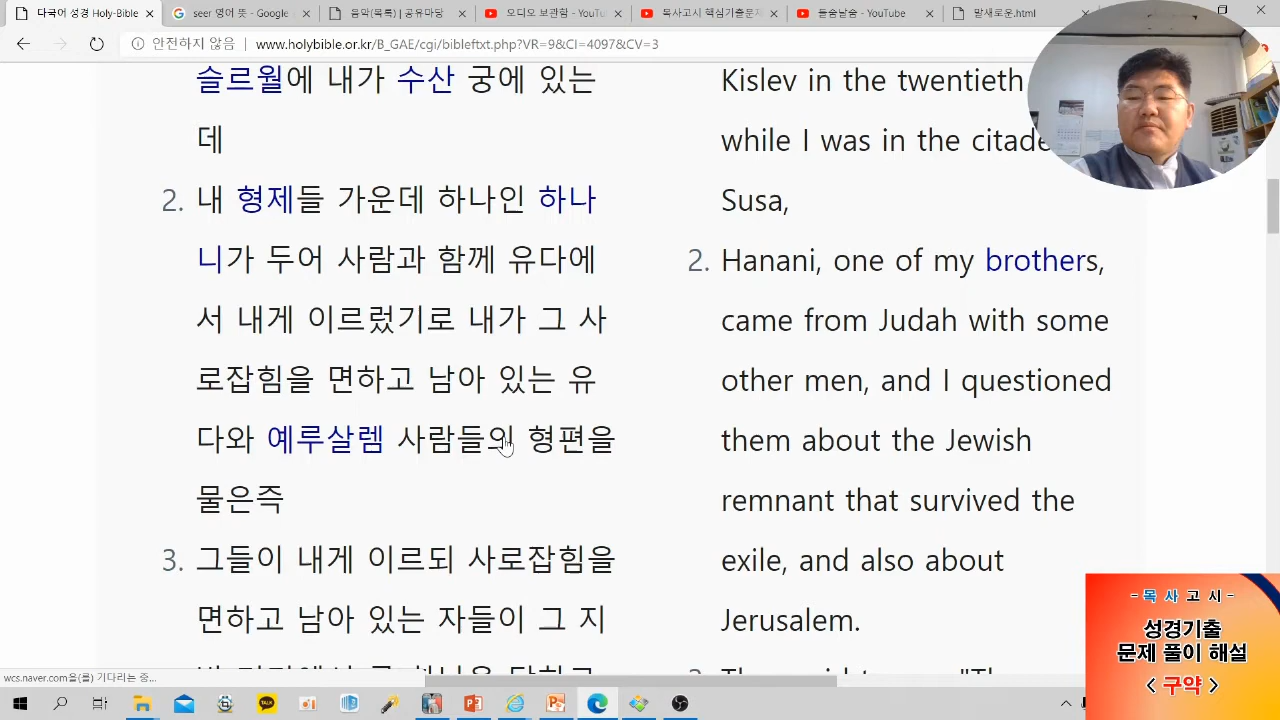 다국어 성경 Holy-Bible
seer 영어 뜻 - Google
음악(목록) | 공유마당
오디오 보관함 - YouTu
목사고시 핵심기출문
들숨날숨 - YouTube
말새로운.html
안전하지 않음
www.holybible.or.kr/B_GAE/cgi/bibleftxt.php?VR=9&CI=4097&CV=3
슬르월에 내가 수산 궁에 있는
데
2. 내 형제들 가운데 하나인 하나
니가 두어 사람과 함께 유다에
서 내게 이르렀기로 내가 그 사
로잡힘을 면하고 남아 있는 유
다와 예루살렘 사람들의 형편을
물은즉
3. 그들이 내게 이르되 사로잡힘을
면하고 남아 있는 자들이 그 지
Kislev in the twentieth
while I was in the citade
Susa,
2. Hanani, one of my brothers,
came from Judah with some
other men, and I questioned
them about the Jewish
remnant that survived the
exile, and also about
Jerusalem.
- 목 사 고 시 -
성경기출
문제 풀이 해설
< 구약 >
wcs.naver.com을(를) 기다리는 중...
TALK